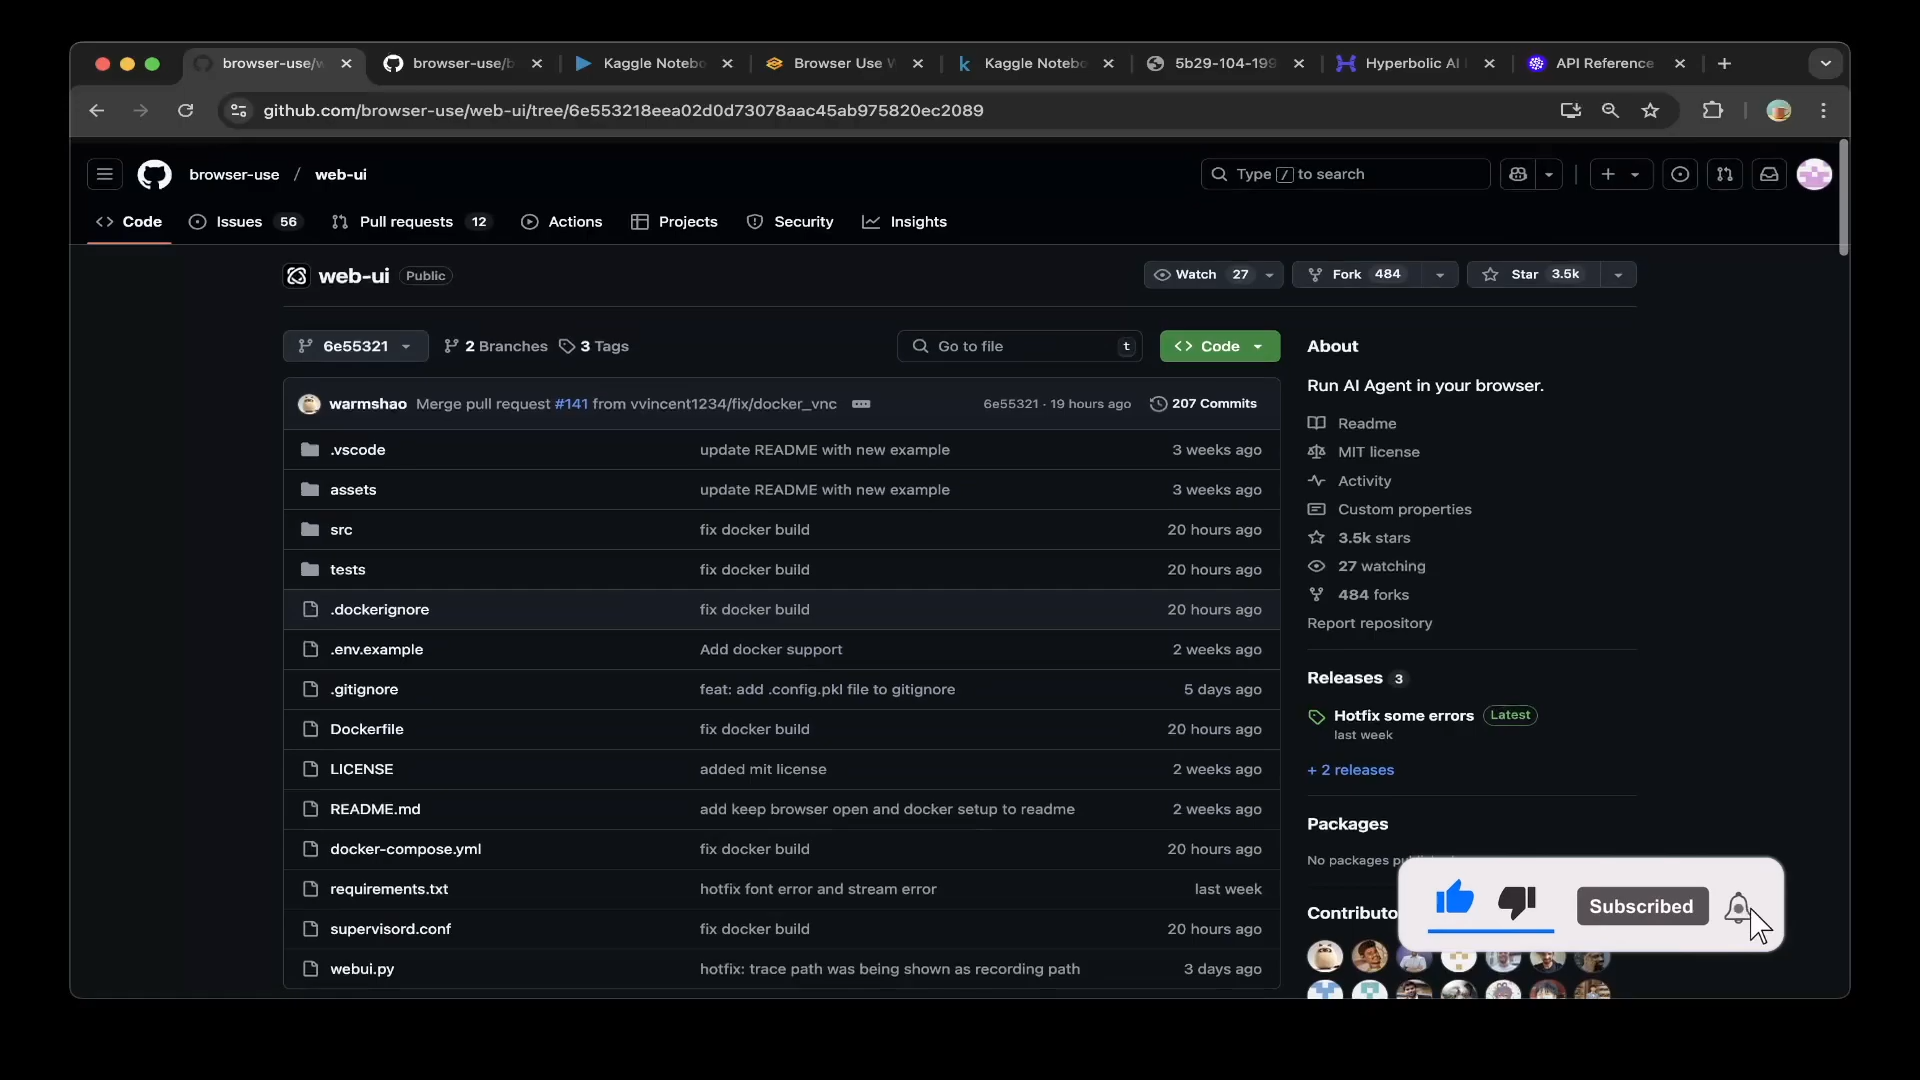 browser-use/w
browser-use/b
Kaggle Notebo
Browser Use W
Kaggle Notebo
5b29-104-199
Hyperbolic AI
API Reference
github.com/browser-use/web-ui/tree/6e553218eea02d0d73078aac45ab975820ec2089
browser-use / web-ui
Type / to search
Code
Issues 56
Pull requests 12
Actions
Projects
Security
Insights
web-ui Public
Watch 27
Fork 484
Star 3.5k
6e55321
2 Branches
3 Tags
Go to file t
Code
warmshao Merge pull request #141 from vvincent1234/fix/docker_vnc 6e55321 · 19 hours ago 207 Commits
.vscode update README with new example 3 weeks ago
assets update README with new example 3 weeks ago
src fix docker build 20 hours ago
tests fix docker build 20 hours ago
.dockerignore fix docker build 20 hours ago
.env.example Add docker support 2 weeks ago
.gitignore feat: add .config.pkl file to gitignore 5 days ago
Dockerfile fix docker build 20 hours ago
LICENSE added mit license 2 weeks ago
README.md add keep browser open and docker setup to readme 2 weeks ago
docker-compose.yml fix docker build 20 hours ago
requirements.txt hotfix font error and stream error last week
supervisord.conf fix docker build 20 hours ago
webui.py hotfix: trace path was being shown as recording path 3 days ago
About
Run AI Agent in your browser.
Readme
MIT license
Activity
Custom properties
3.5k stars
27 watching
484 forks
Report repository
Releases 3
Hotfix some errors Latest
last week
+ 2 releases
Packages
No packages
Contributo
Subscribed